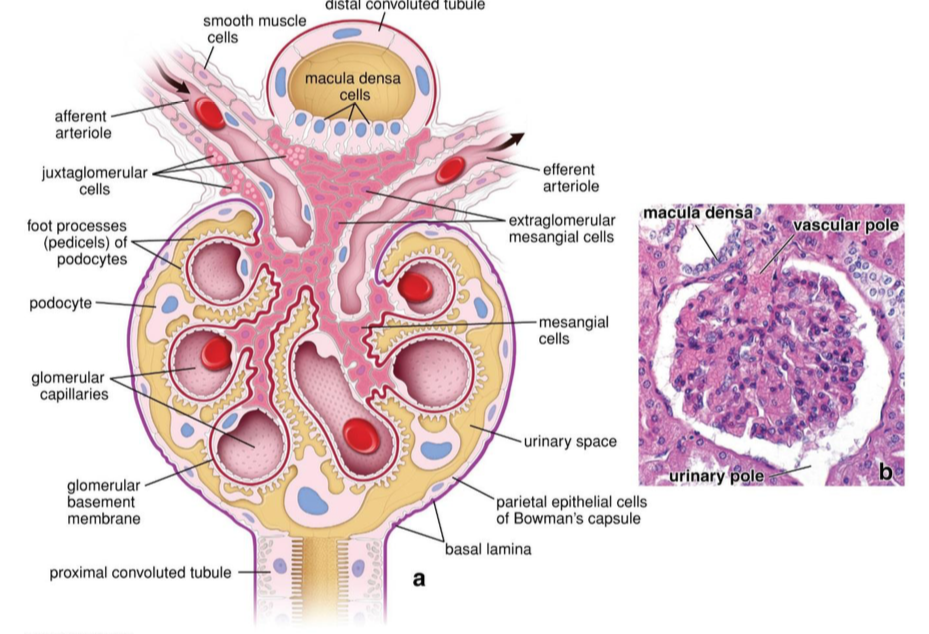 distal convoluted tubule
smooth muscle
cells
macula densa
cells
afferent
arteriole
juxtaglomerular
cells
efferent
arteriole
foot processes
(pedicels) of
podocytes
extraglomerular
mesangial cells
podocyte
mesangial
cells
glomerular
capillaries
urinary space
glomerular
basement
membrane
parietal epithelial cells
of Bowman's capsule
basal lamina
proximal convoluted tubule
a
macula densa
vascular pole
urinary pole
b